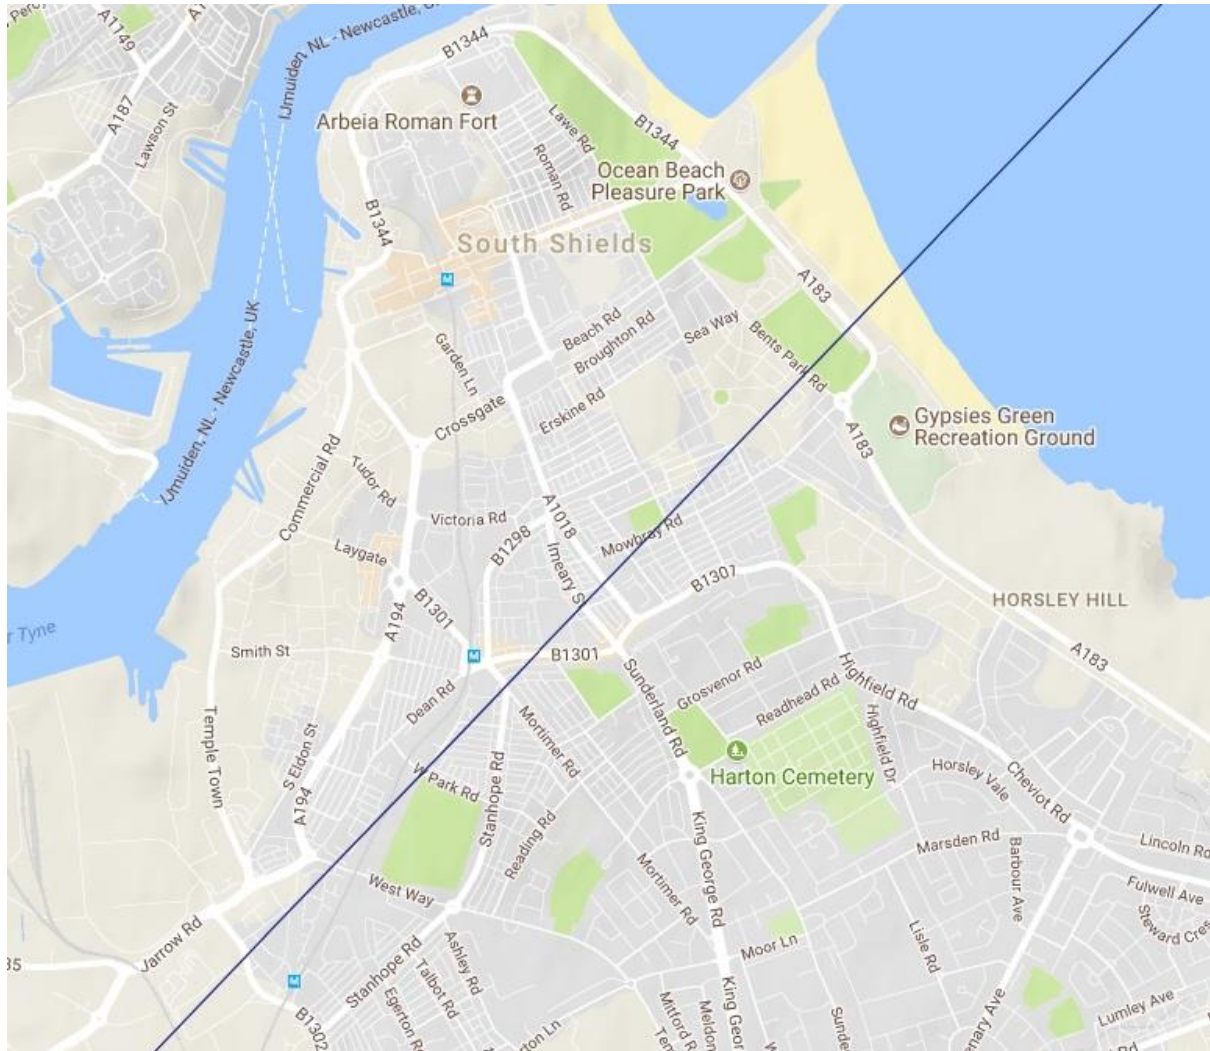 A1149
IJmuiden, NL - Newcastle,
B1344
A187
Lawson St
Arbeia Roman Fort
Lawe Rd
B1344
Roman Rd
Ocean Beach
Pleasure Park
B1344
South Shields
M
A183
IJmuiden, NL - Newcastle, UK
Garden Ln
Beach Rd
Broughton Rd
Sea Way
Bents Park Rd
Erskine Rd
Crossgate
Gypsies Green
Recreation Ground
A183
Commercial Rd
Tudor Rd
Victoria Rd
A1018
B1298
Mowbray Rd
Laygate
Imeary St
B1301
B1301
A194
HORSLEY HILL
r Tyne
Smith St
M
B1301
A183
Sunderland Rd
Grosvenor Rd
Highfield Rd
Dean Rd
Readhead Rd
Temple Town
S Eldon St
Mortimer Rd
Highfield Dr
W Park Rd
Stanhope Rd
Harton Cemetery
Horsley Vale
Cheviot Rd
A194
Reading Rd
King George Rd
Marsden Rd
Lincoln Rd
Barbour Ave
West Way
Mortimer Rd
Fulwell Ave
Steward Cres
Jarrow Rd
Moor Ln
Lisle Rd
Stanhope Rd
Ashley Rd
M
Talbot Rd
King Geor
Egerton Rd
Mitford R
Meldon
Sunde
enary Ave
Lumley Ave
B1302
rton Ln